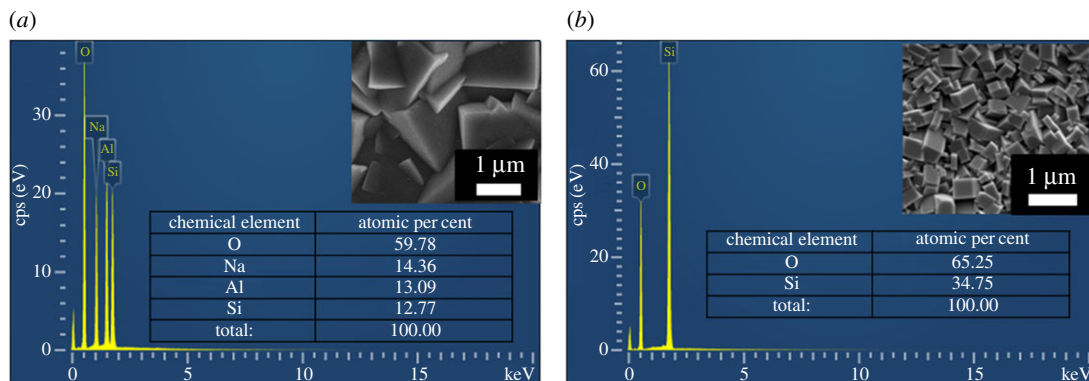 (a)
O
Na
Al
Si
30
20
10
0
cps (eV)
1 μm
chemical element atomic per cent
O 59.78
Na 14.36
Al 13.09
Si 12.77
total: 100.00
0 5 10 15 keV
(b)
Si
O
60
40
20
0
cps (eV)
1 μm
chemical element atomic per cent
O 65.25
Si 34.75
total: 100.00
0 5 10 15 keV